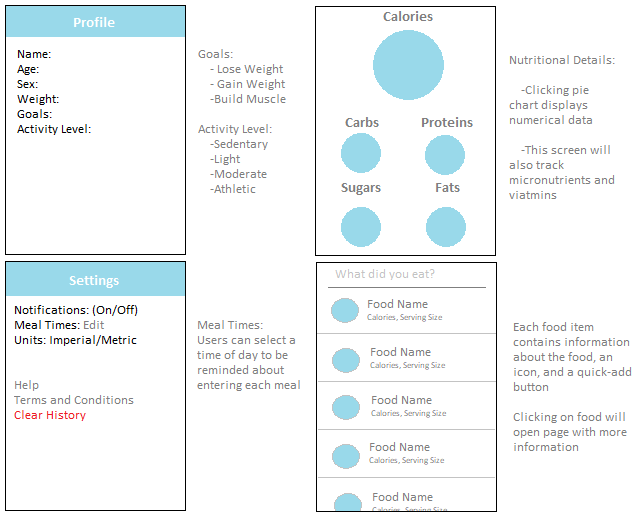 Profile
Name:
Age:
Sex:
Weight:
Goals:
Activity Level:
Goals:
- Lose Weight
- Gain Weight
-Build Muscle
Activity Level:
-Sedentary
-Light
-Moderate
-Athletic
Calories
Carbs
Proteins
Sugars
Fats
Nutritional Details:
-Clicking pie
chart displays
numerical data
-This screen will
also track
micronutrients and
viatmins
Settings
Notifications: (On/Off)
Meal Times: Edit
Units: Imperial/Metric
Help
Terms and Conditions
Clear History
Meal Times:
Users can select a
time of day to be
reminded about
entering each meal
What did you eat?
Food Name
Calories, Serving Size
Food Name
Calories, Serving Size
Food Name
Calories, Serving Size
Food Name
Calories, Serving Size
Food Name
Calories, Serving Size
Each food item
contains information
about the food, an
icon, and a quick-add
button
Clicking on food will
open page with more
information